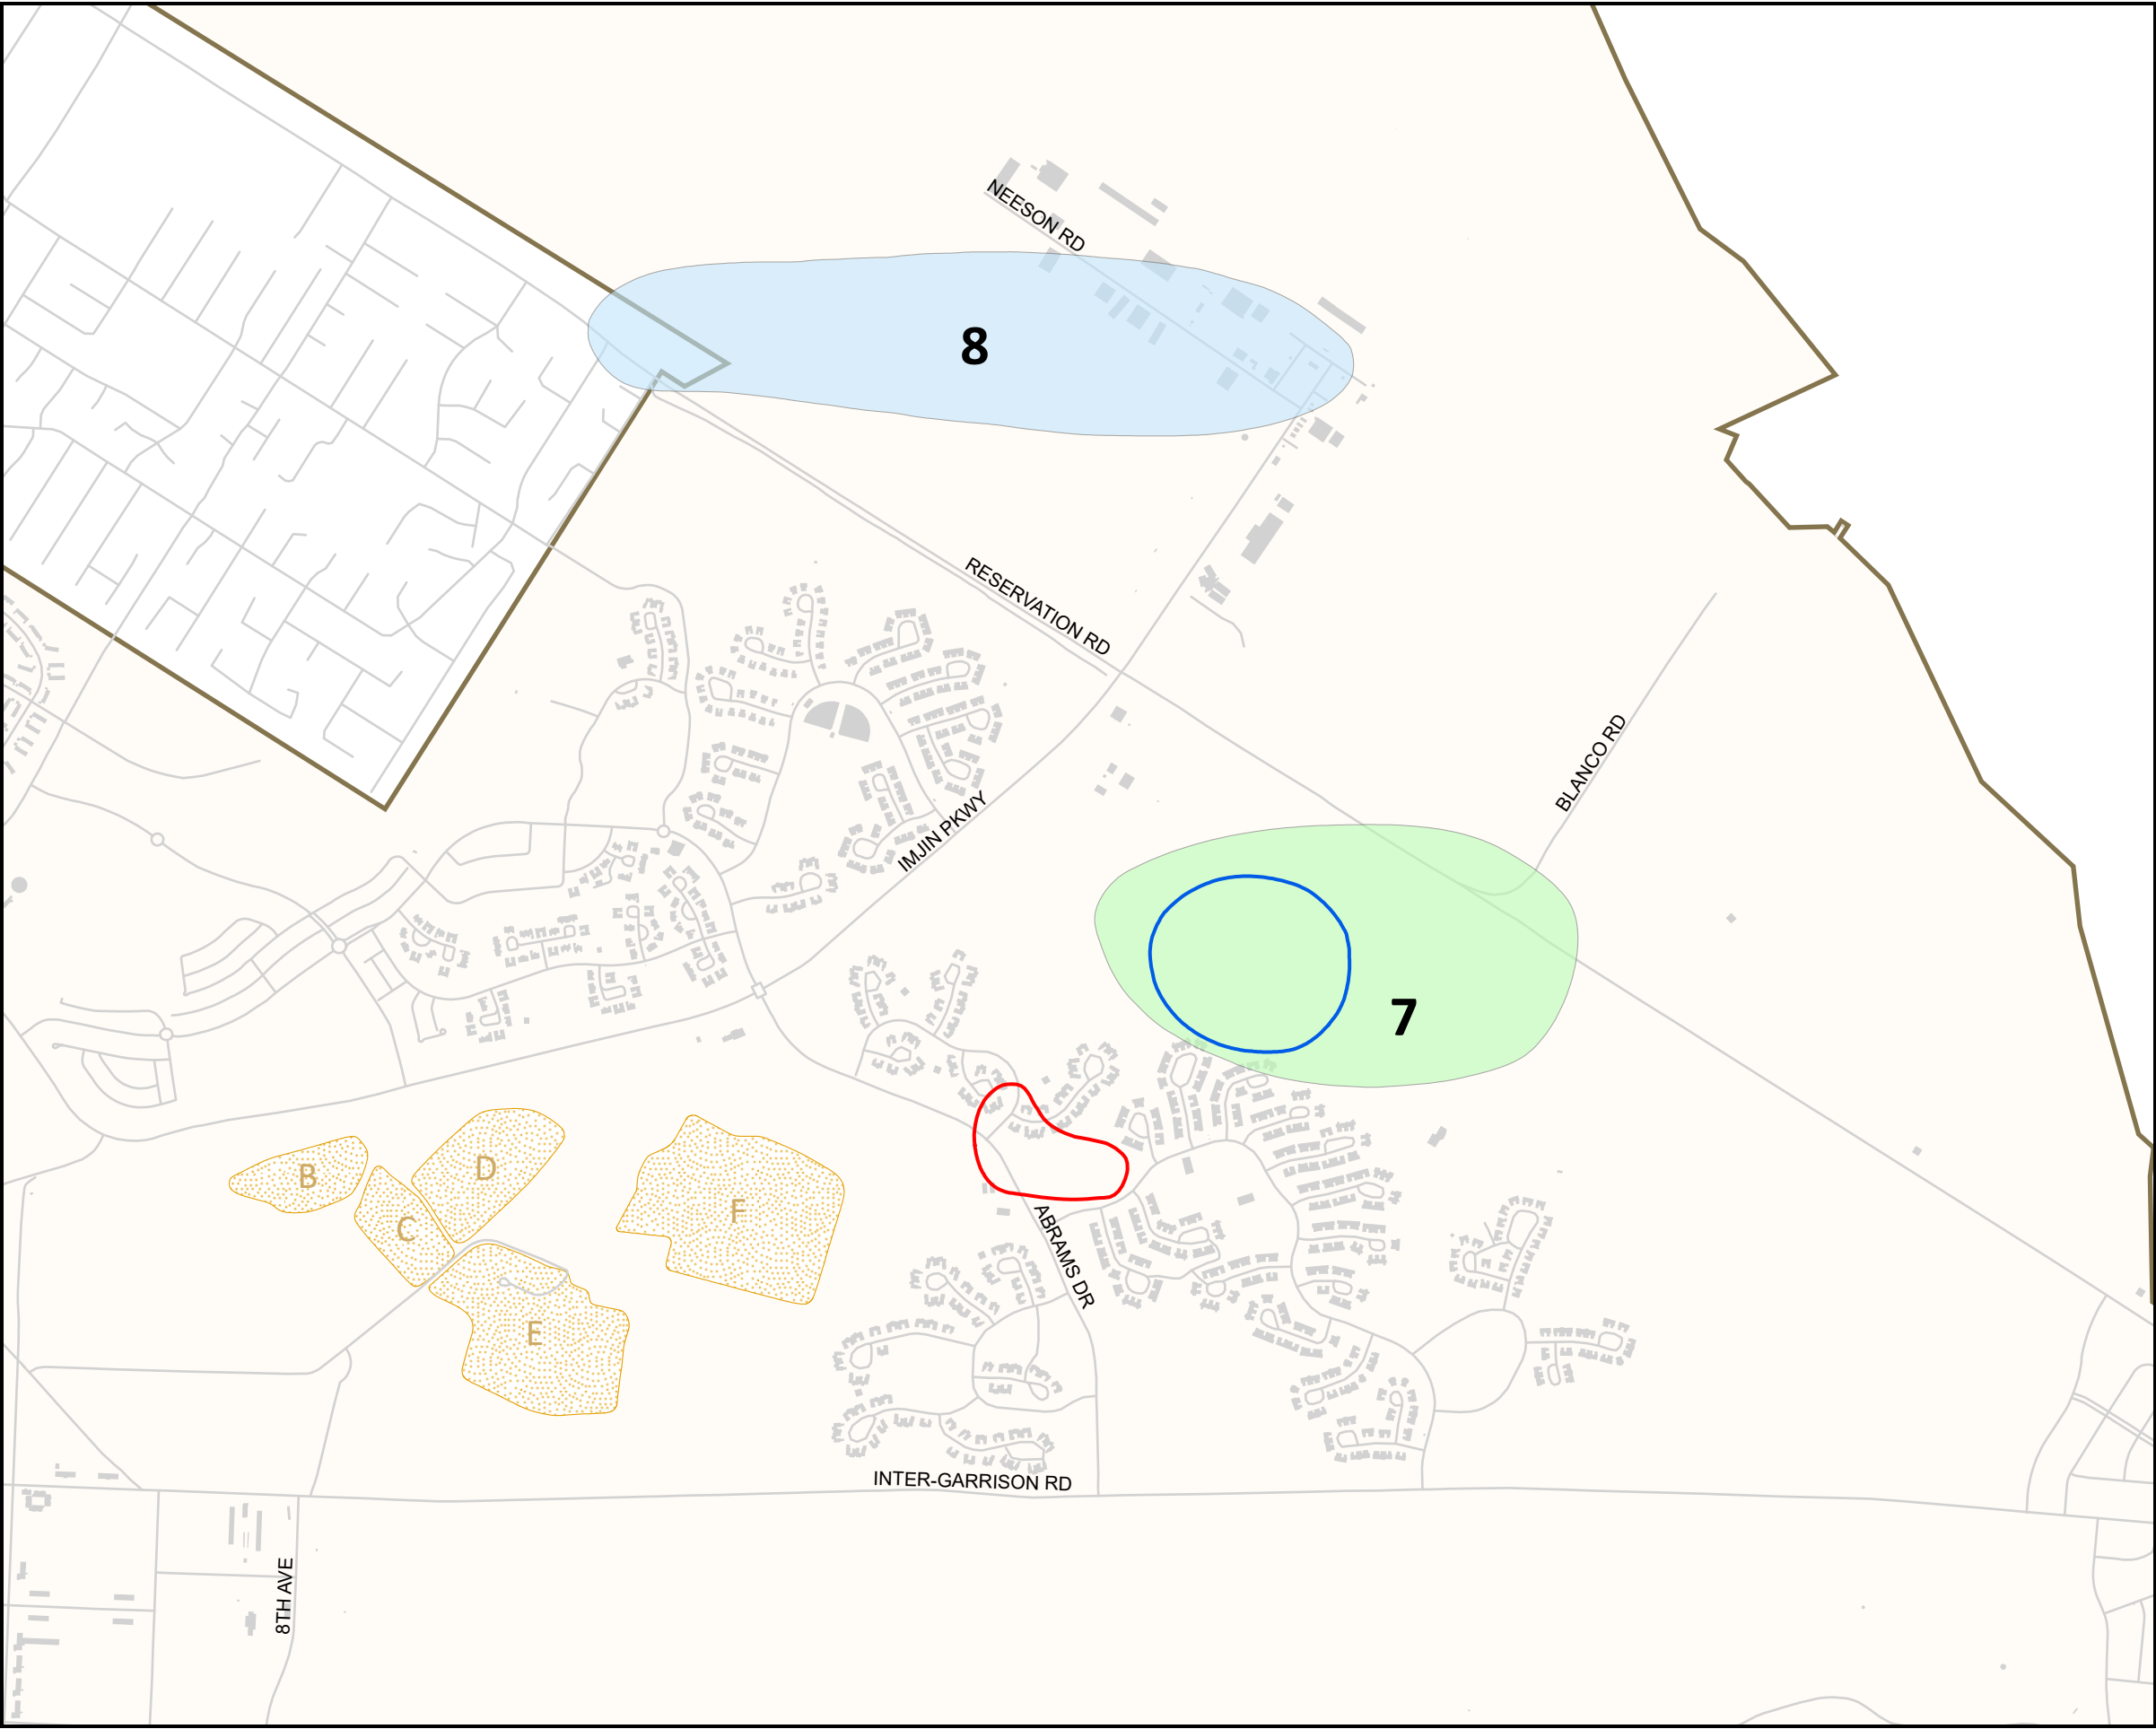 NEESON RD
8
RESERVATION RD
BLANCO RD
IMJIN PKWY
7
B
D
C
F
E
ABRAMS DR
INTER-GARRISON RD
8TH AVE